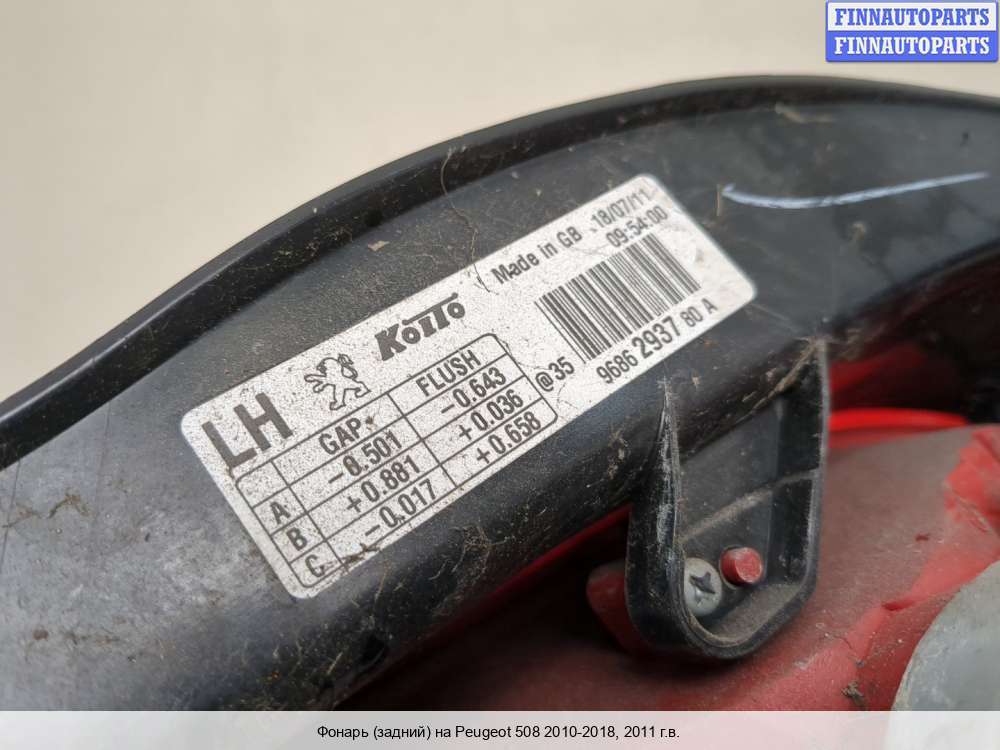 FINNAUTOPARTS
FINNAUTOPARTS
LH
KOTTO
Made in GB 18/07/11
09:54:00
GAP FLUSH
A -0.501 -0.643
B +0.881 +0.036
C -0.017 +0.658
@35
9686 2937 80 A
Фонарь (задний) на Peugeot 508 2010-2018, 2011 г.в.